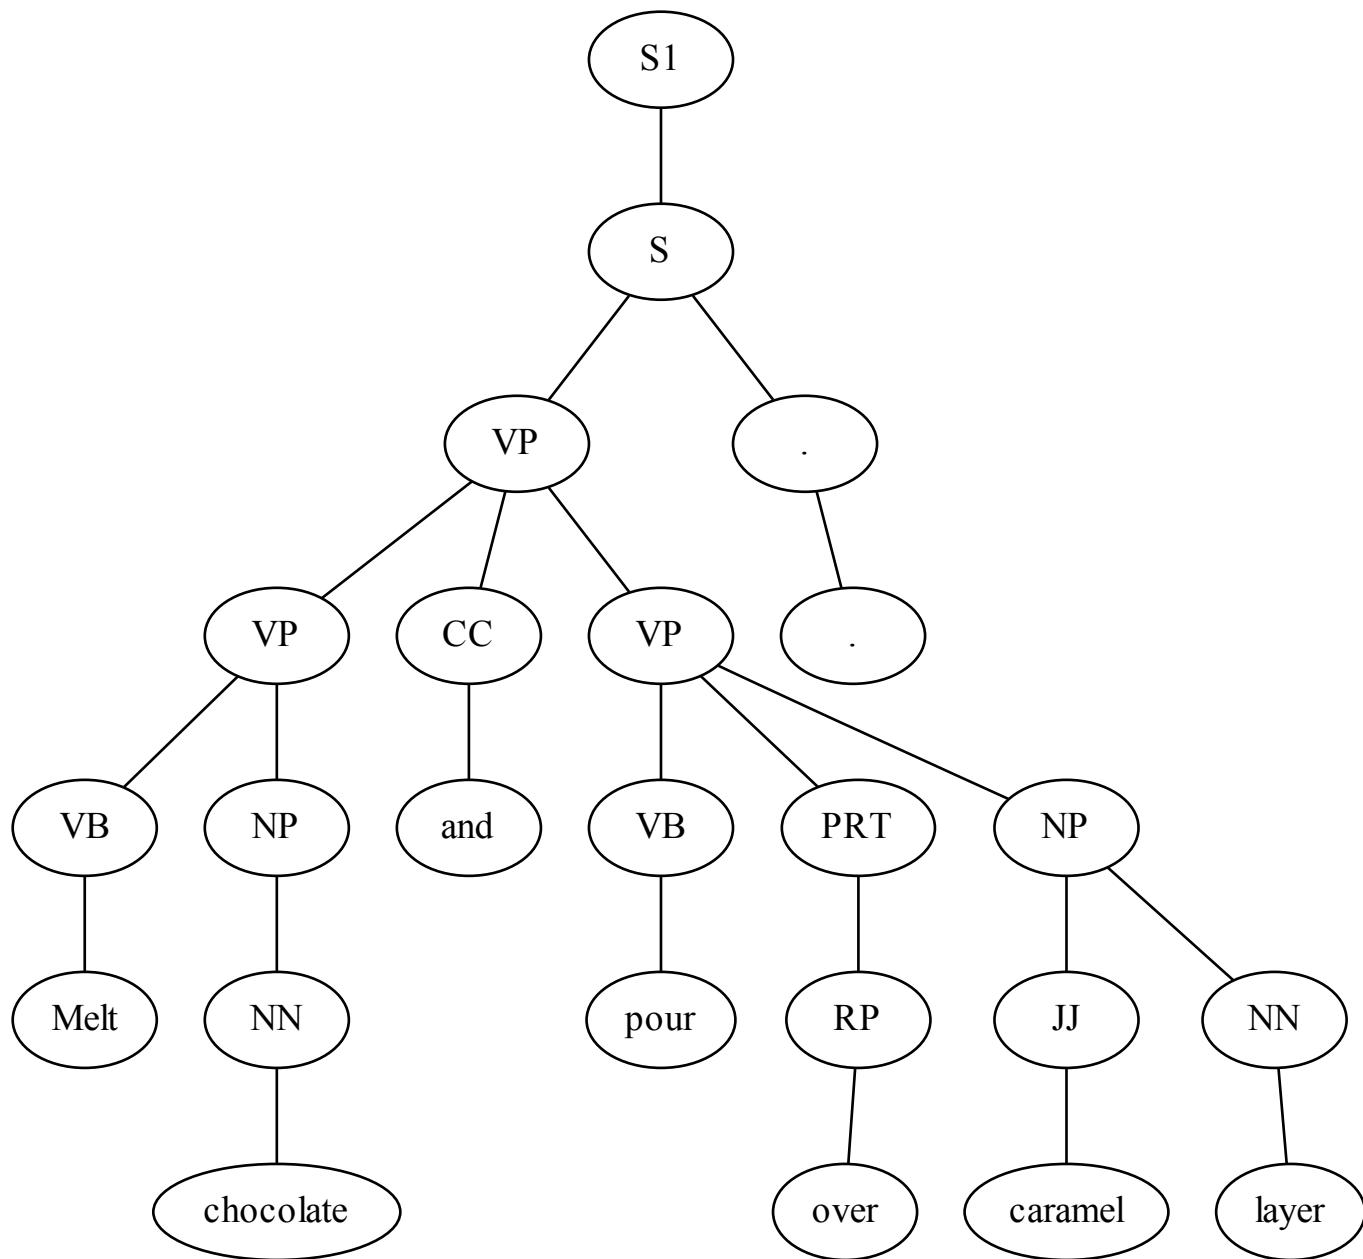 S1
S
VP .
VP CC VP .
VB NP and VB PRT NP
Melt NN pour RP JJ NN
chocolate over caramel layer